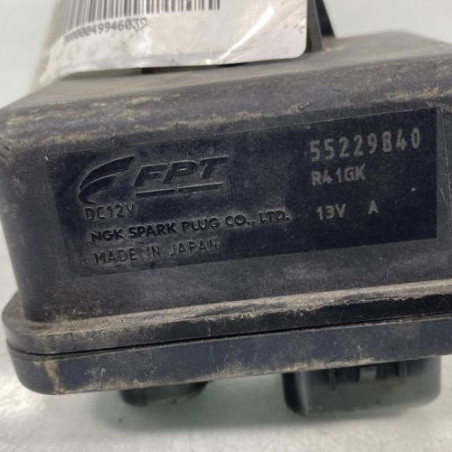 FPT
55229840
R41GK
DC12V
NGK SPARK PLUG CO., LTD.
13V A
MADE IN JAPAN